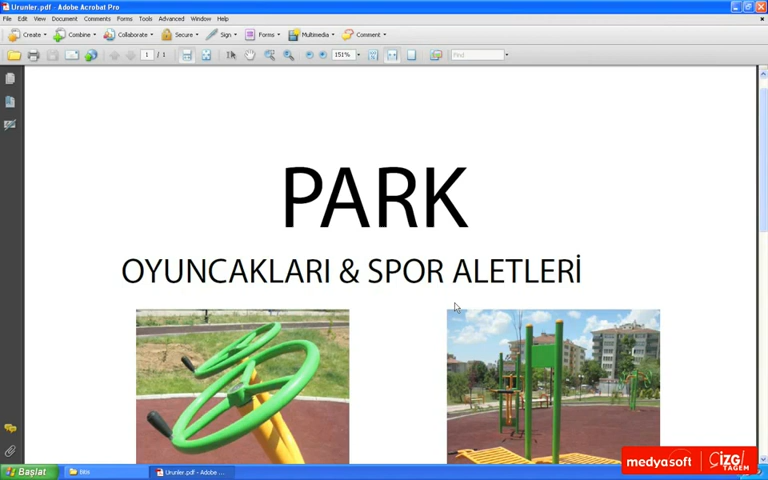 Urunler.pdf - Adobe Acrobat Pro
File Edit View Document Comments Forms Tools Advanced Window Help
Create Combine Collaborate Secure Sign Forms Multimedia Comment
1 / 1 151% Find
PARK
OYUNCAKLARI & SPOR ALETLERİ
medyasoft ÇİZGİ TAGEM
Başlat Bitis Urunler.pdf - Adobe ...